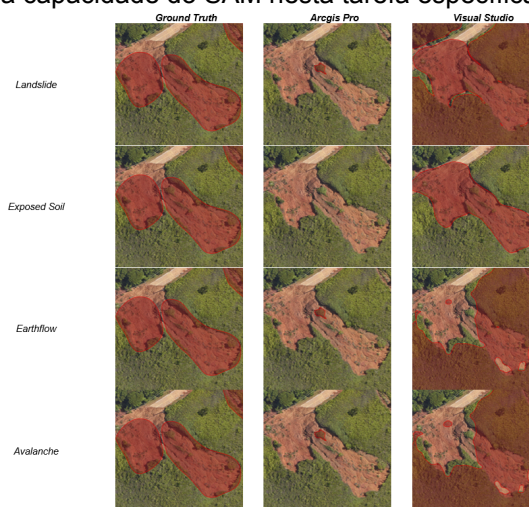 a capacidade do SAM nesta tarefa específica
Ground Truth Arcgis Pro Visual Studio
Landslide
Exposed Soil
Earthflow
Avalanche